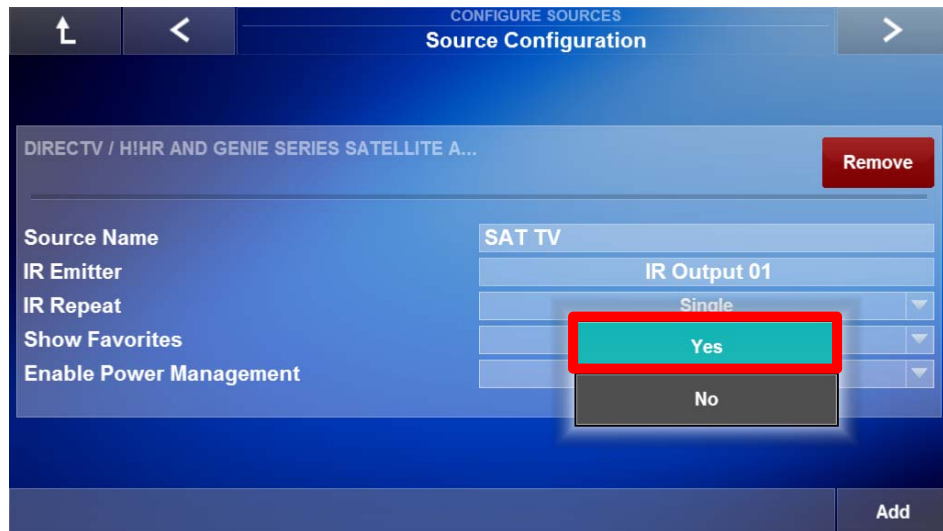 CONFIGURE SOURCES
Source Configuration
DIRECTV / H!HR AND GENIE SERIES SATELLITE A...
Remove
Source Name
SAT TV
IR Emitter
IR Output 01
IR Repeat
Single
Show Favorites
Yes
Enable Power Management
No
Add